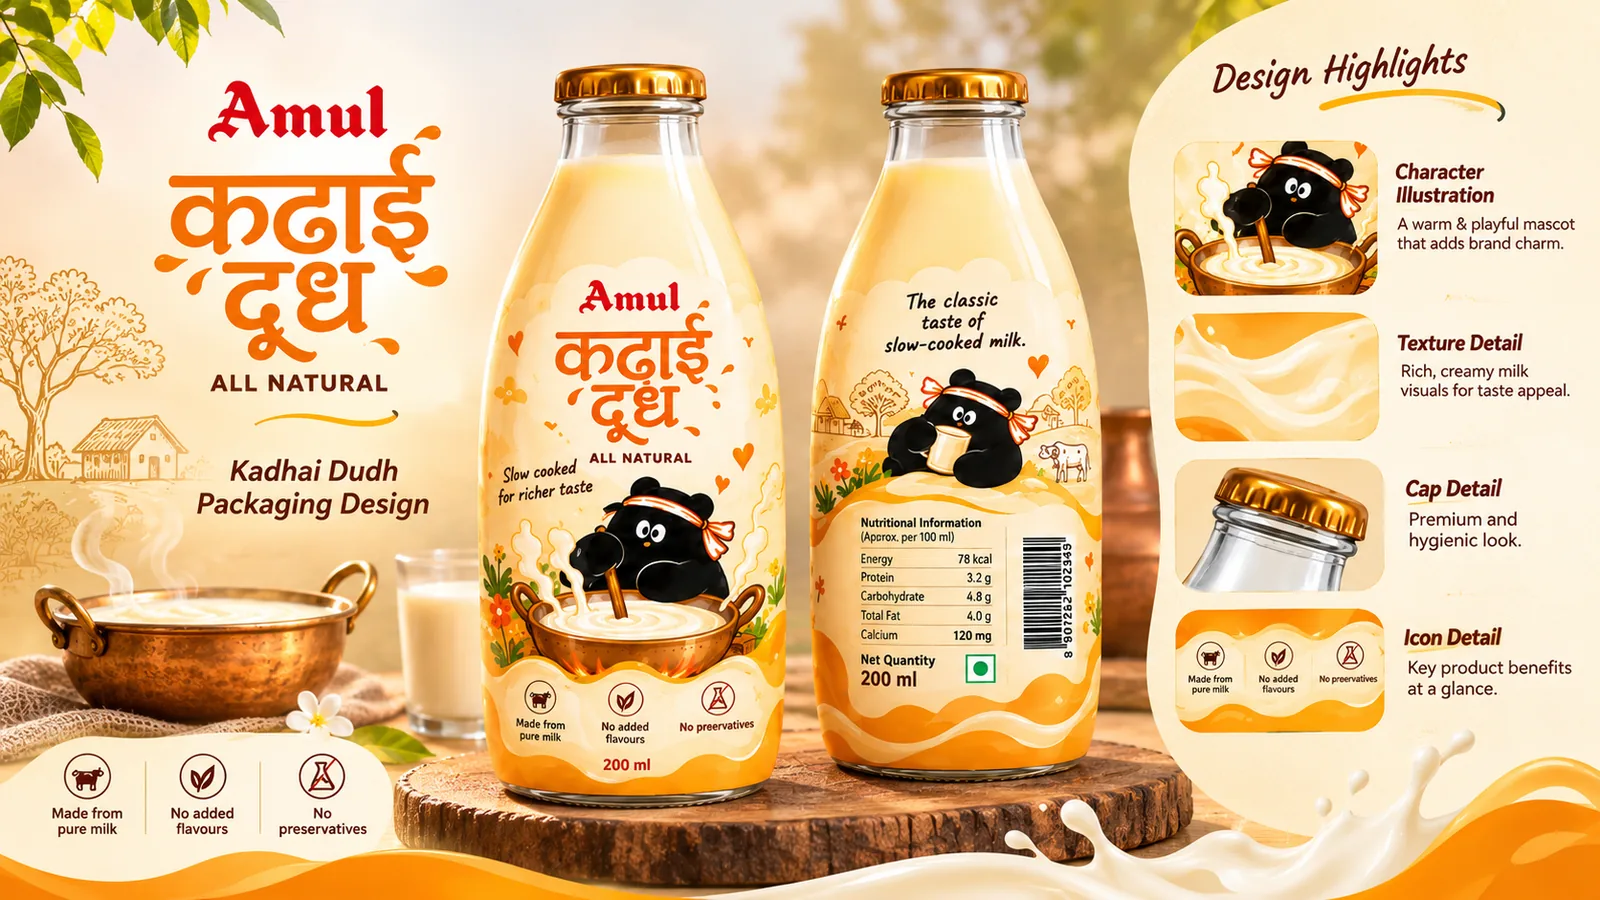 Amul
कढाई
दूध
ALL NATURAL
Kadhai Dudh
Packaging Design
Made from
pure milk
No added
flavours
No
preservatives
Amul
कढाई
दूध
ALL NATURAL
Slow cooked
for richer taste
Made from
pure milk
No added
flavours
No preervatives
200 ml
The classic
taste of
slow-cooked milk.
Nutritional Information
(Aprox. per 100 ml)
Energy 78 kcal
Protein 3.2 g
Carbohydrate 4.8 g
Total Fat 4.0 g
Calcium 120 mg
Net Quantity
200 ml
8 907262 102349
Design Highlights
Character
Illustration
A warm & playful mascot
that adds brand charm.
Texture Detail
Rich, creamy milk
visuals for taste appeal.
Cap Detail
Premium and
hygienic look.
Made from
pure milk
No added
flavours
No preervatives
Icon Detail
Key product benefits
at a glance.